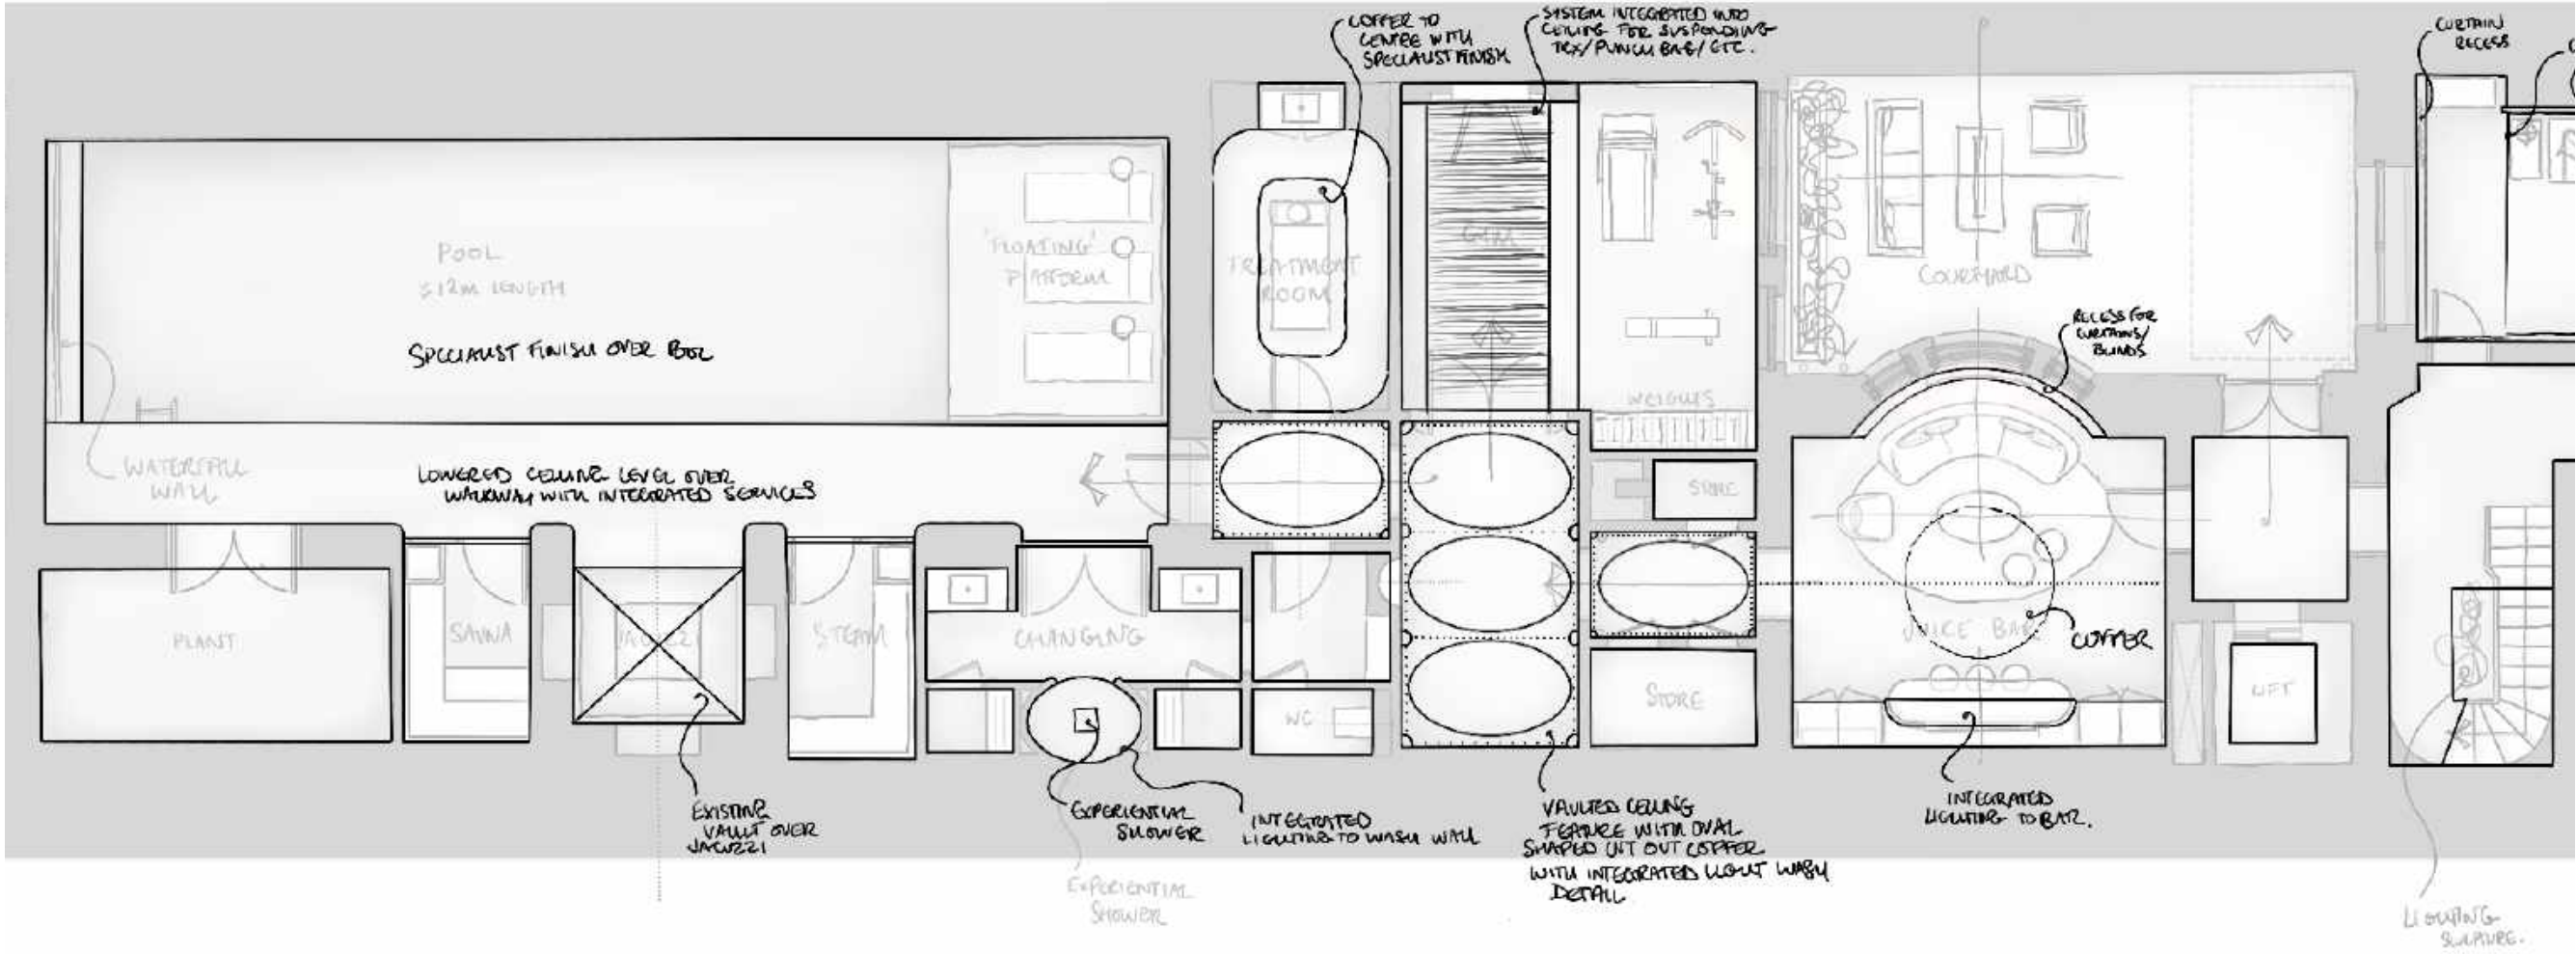 COFFER TO
CENTRE WITH
SPECIALIST FINISH
SYSTEM INTEGRATED INTO
CEILING FOR SUSPENDING
TRX/PUNCH BAG/ETC.
CURTAIN
RECESS
POOL
12m LENGTH
'FLOATING'
PLATFORM
SPECIALIST FINISH OVER POOL
TREATMENT
ROOM
GYM
WEIGHTS
COURTYARD
RECESS FOR
CURTAINS/
BLINDS
WATERFALL
WALL
LOWERED CEILING LEVEL OVER
WALKWAY WITH INTEGRATED SERVICES
STORE
PLANT
SAUNA
JACUZZI
STEAM
CHANGING
WC
STORE
JUICE BAR
COFFER
LIFT
EXISTING
VAULT OVER
JACUZZI
EXPERIENTIAL
SHOWER
INTEGRATED
LIGHTING TO WASH WALL
VAULTED CEILING
FEATURE WITH OVAL
SHAPED CUT OUT COFFER
WITH INTEGRATED LIGHT WASH
DETAIL
INTEGRATED
LIGHTING TO BAR.
EXPERIENTIAL
SHOWER
LIGHTING
SCULPTURE.